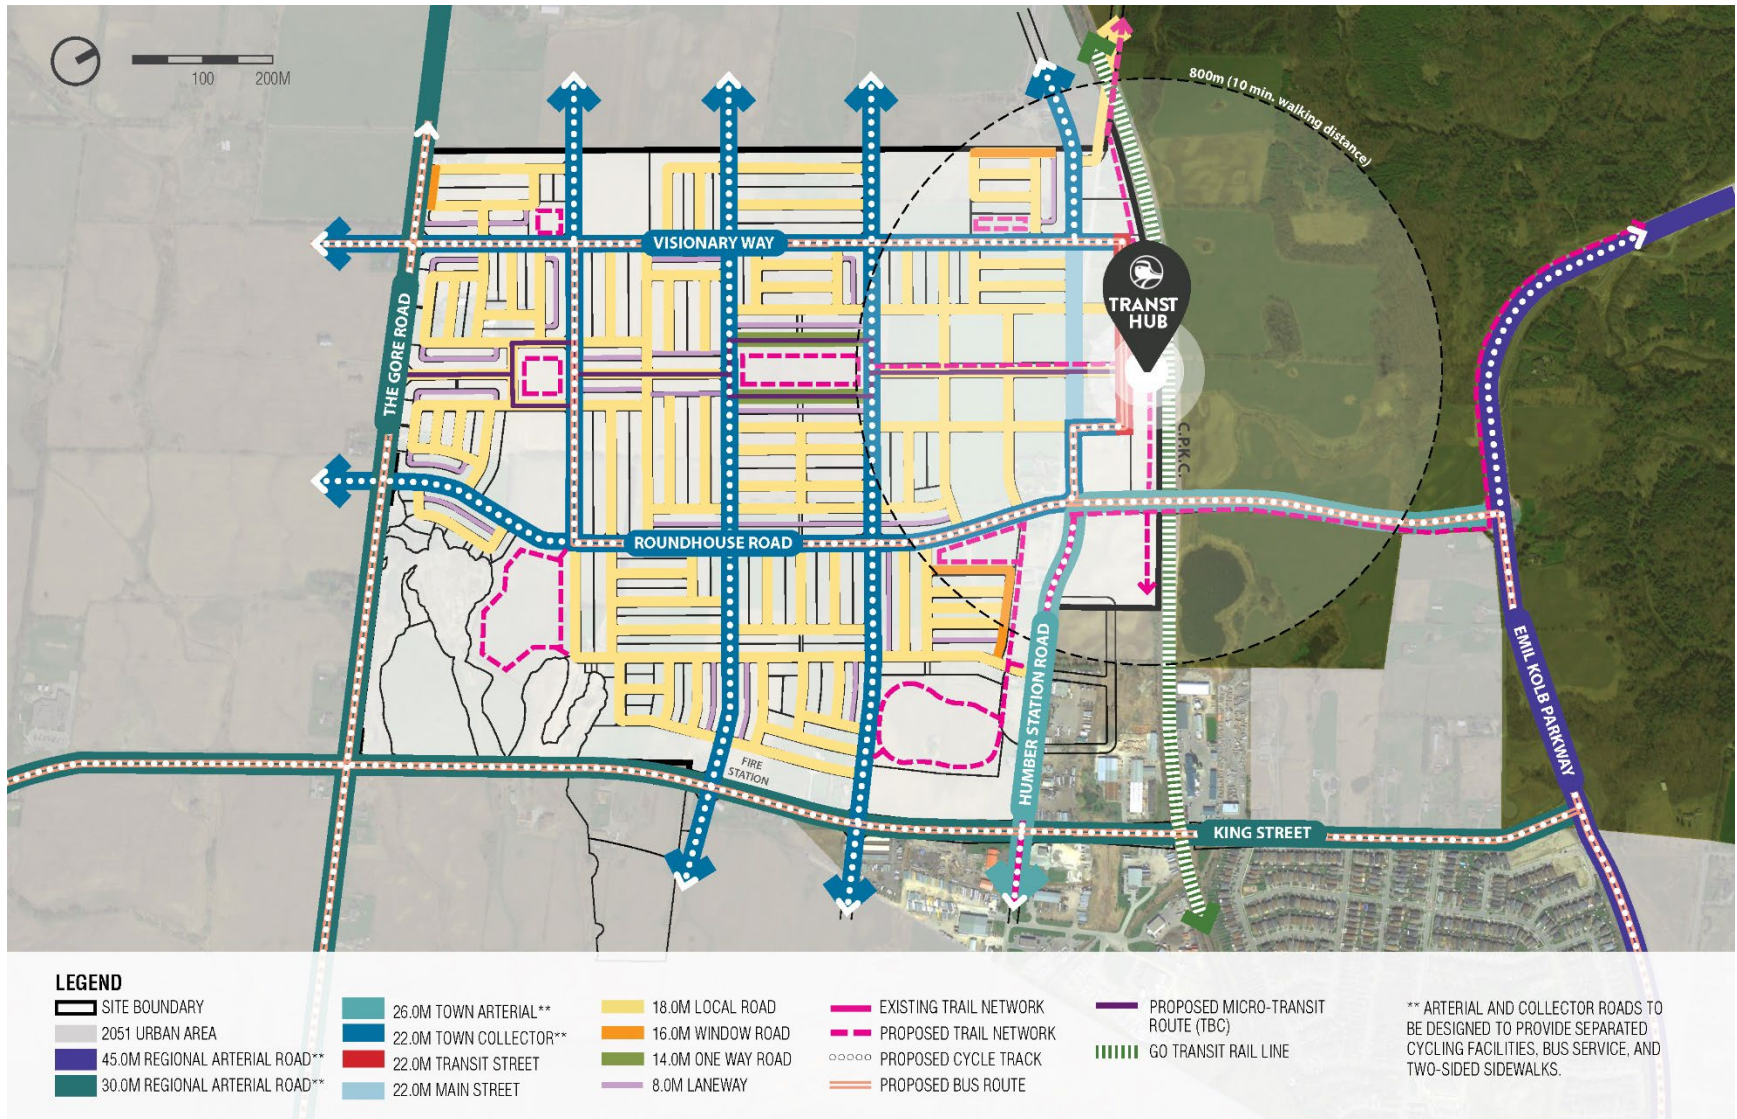 100 200M
800m (10 min. walking distance)
VISIONARY WAY
THE GORE ROAD
TRANST
HUB
C.P.K.C.
ROUNDHOUSE ROAD
HUMBER STATION ROAD
EMIL KOLB PARKWAY
FIRE
STATION
KING STREET
LEGEND
SITE BOUNDARY
2051 URBAN AREA
45.0M REGIONAL ARTERIAL ROAD**
30.0M REGIONAL ARTERIAL ROAD**
26.0M TOWN ARTERIAL**
22.0M TOWN COLLECTOR**
22.0M TRANSIT STREET
22.0M MAIN STREET
18.0M LOCAL ROAD
16.0M WINDOW ROAD
14.0M ONE WAY ROAD
8.0M LANEWAY
EXISTING TRAIL NETWORK
PROPOSED TRAIL NETWORK
PROPOSED CYCLE TRACK
PROPOSED BUS ROUTE
PROPOSED MICRO-TRANSIT
ROUTE (TBC)
GO TRANSIT RAIL LINE
** ARTERIAL AND COLLECTOR ROADS TO
BE DESIGNED TO PROVIDE SEPARATED
CYCLING FACILITIES, BUS SERVICE, AND
TWO-SIDED SIDEWALKS.